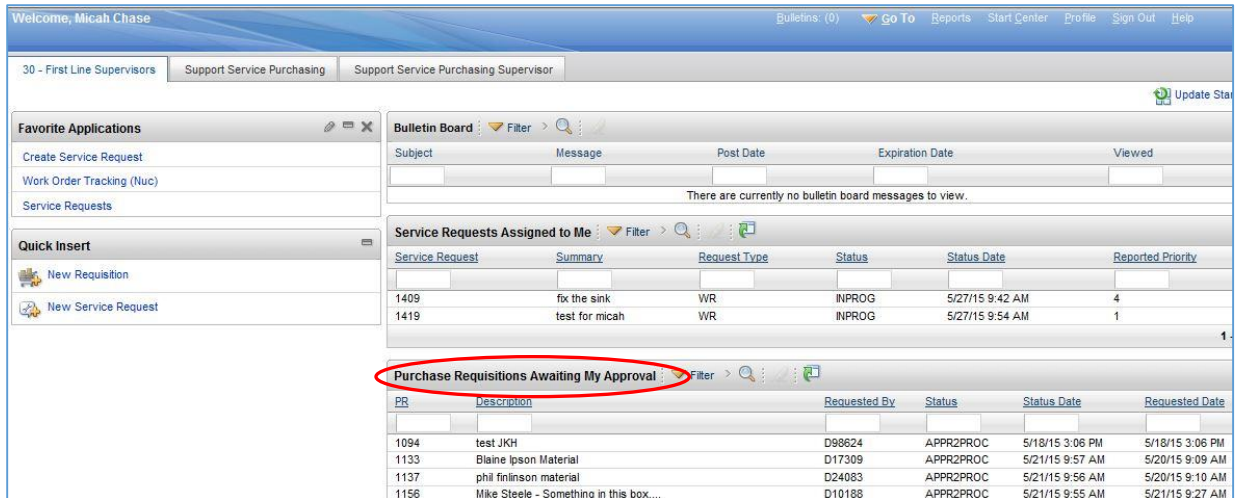 Welcome, Micah Chase
Bulletins: (0) Go To Reports Start Center Profile Sign Out Help
30 - First Line Supervisors Support Service Purchasing Support Service Purchasing Supervisor
Update Star
Favorite Applications
Create Service Request
Work Order Tracking (Nuc)
Service Requests
Quick Insert
New Requisition
New Service Request
Bulletin Board Filter
Subject Message Post Date Expiration Date Viewed
There are currently no bulletin board messages to view.
Service Requests Assigned to Me Filter
Service Request Summary Request Type Status Status Date Reported Priority
1409 fix the sink WR INPROG 5/27/15 9:42 AM 4
1419 test for micah WR INPROG 5/27/15 9:54 AM 1
1 -
Purchase Requisitions Awaiting My Approval Filter
PR Description Requested By Status Status Date Requested Date
1094 test JKH D98624 APPR2PROC 5/18/15 3:06 PM 5/18/15 3:06 PM
1133 Blaine Ipson Material D17309 APPR2PROC 5/21/15 9:57 AM 5/20/15 9:09 AM
1137 phil finlinson material D24083 APPR2PROC 5/21/15 9:56 AM 5/20/15 9:10 AM
1156 Mike Steele - Something in this box.... D10188 APPR2PROC 5/21/15 9:55 AM 5/21/15 9:27 AM